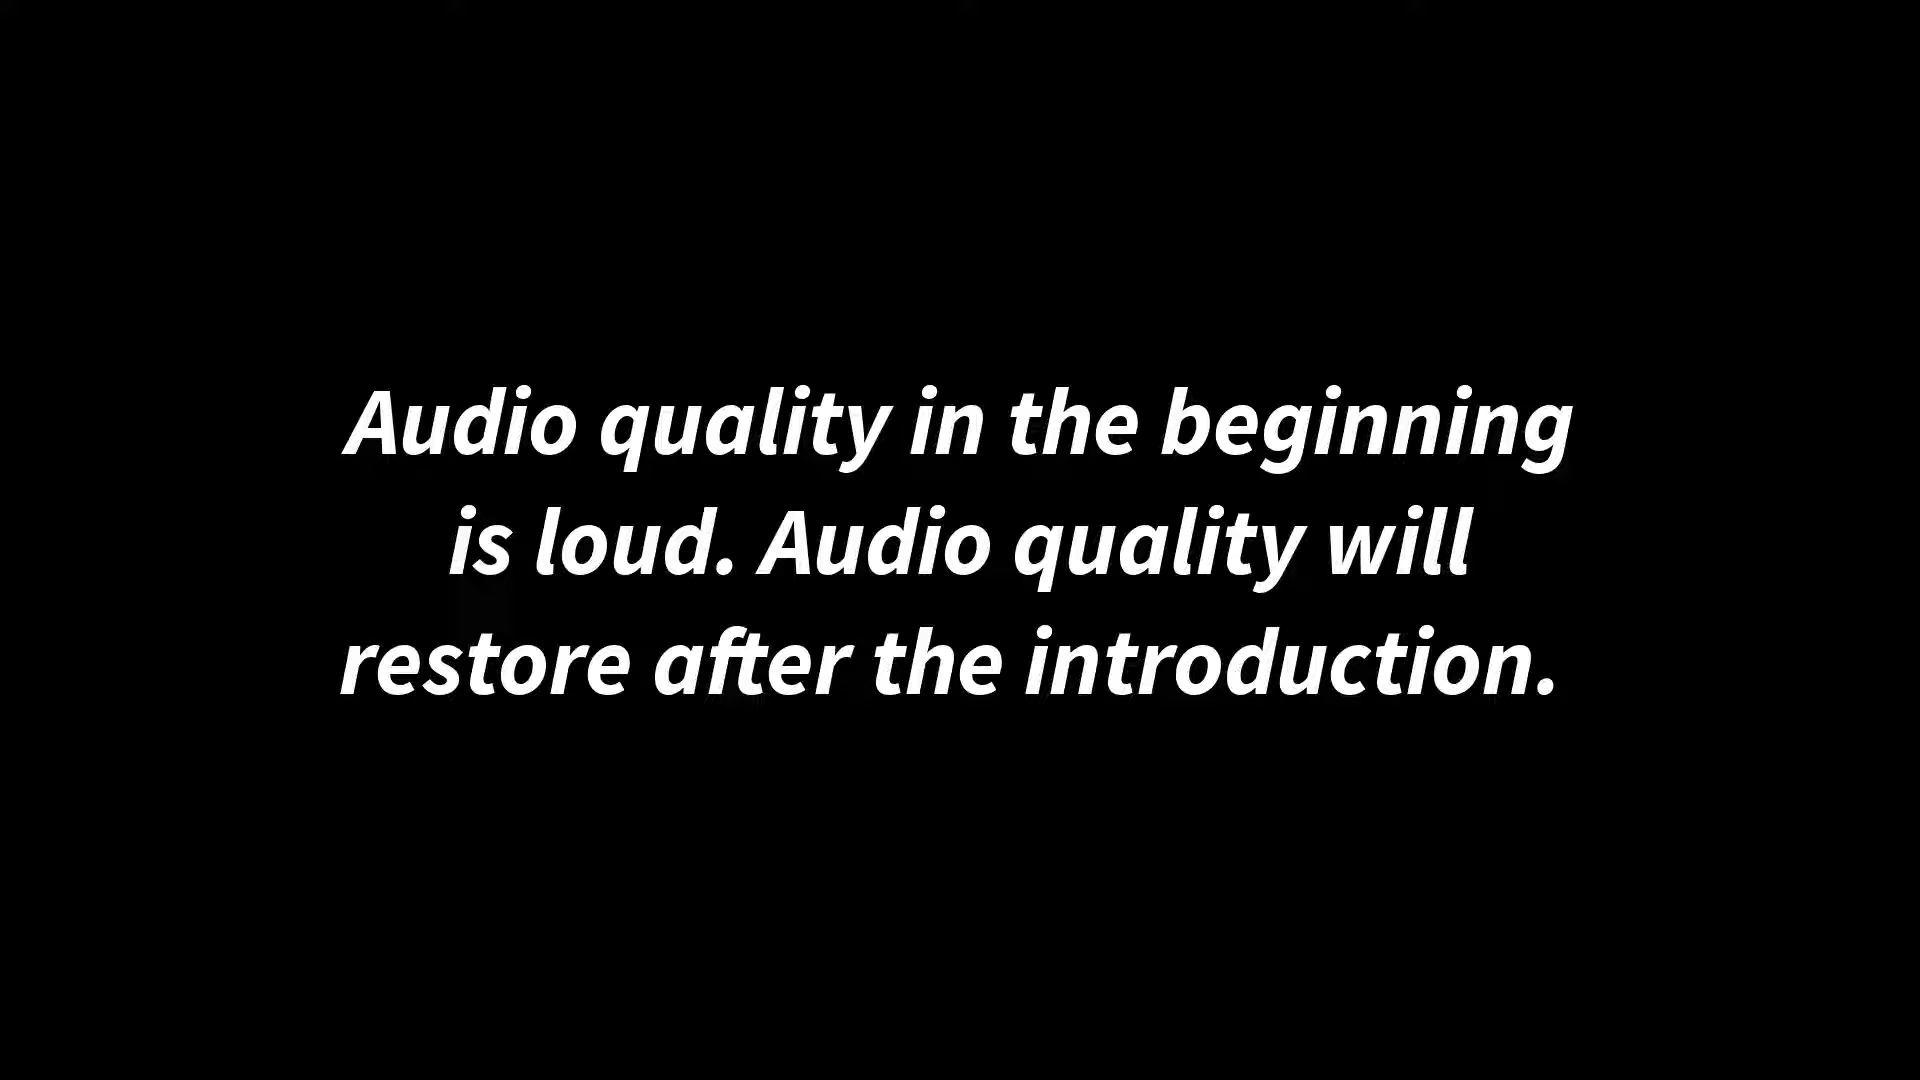 Audio quality in the beginning
is loud. Audio quality will
restore after the introduction.